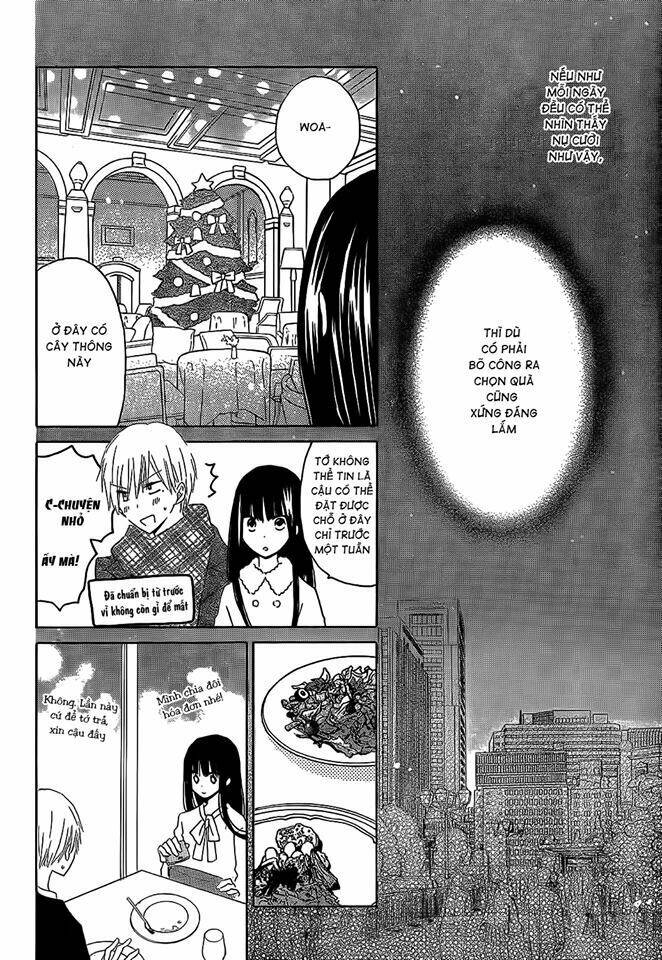 NẾU NHƯ
MỖI NGÀY
ĐỀU CÓ THỂ
NHÌN THẤY
NỤ CƯỜI
NHƯ VẬY,
THÌ DÙ
CÓ PHẢI
BỎ CÔNG RA
CHỌN QUÀ
CŨNG
XỨNG ĐÁNG
LẮM
WOA~
Ở ĐÂY CÓ
CÂY THÔNG
NÀY
TỚ KHÔNG
THỂ TIN LÀ
CẬU CÓ THỂ
ĐẶT ĐƯỢC
CHỖ Ở ĐÂY
CHỈ TRƯỚC
MỘT TUẦN
C-CHUYỆN
NHỎ
ẤY MÀ!
Đã chuẩn bị từ trước
vì không còn gì để mất
Mình chia đôi
hóa đơn nhé!
Không. Lần này
cứ để tớ trả,
xin cậu đấy